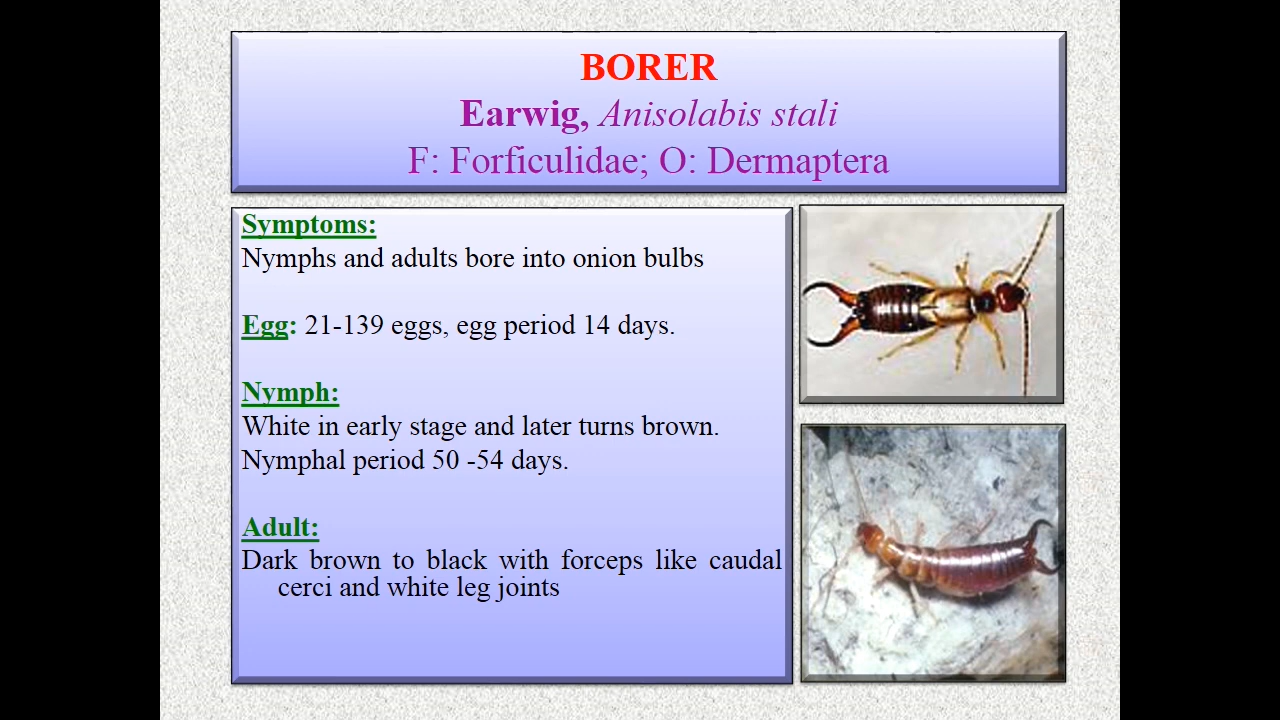 BORER
Earwig, Anisolabis stali
F: Forficulidae; O: Dermaptera
Symptoms:
Nymphs and adults bore into onion bulbs
Egg: 21-139 eggs, egg period 14 days.
Nymph:
White in early stage and later turns brown.
Nymphal period 50 -54 days.
Adult:
Dark brown to black with forceps like caudal
cerci and white leg joints